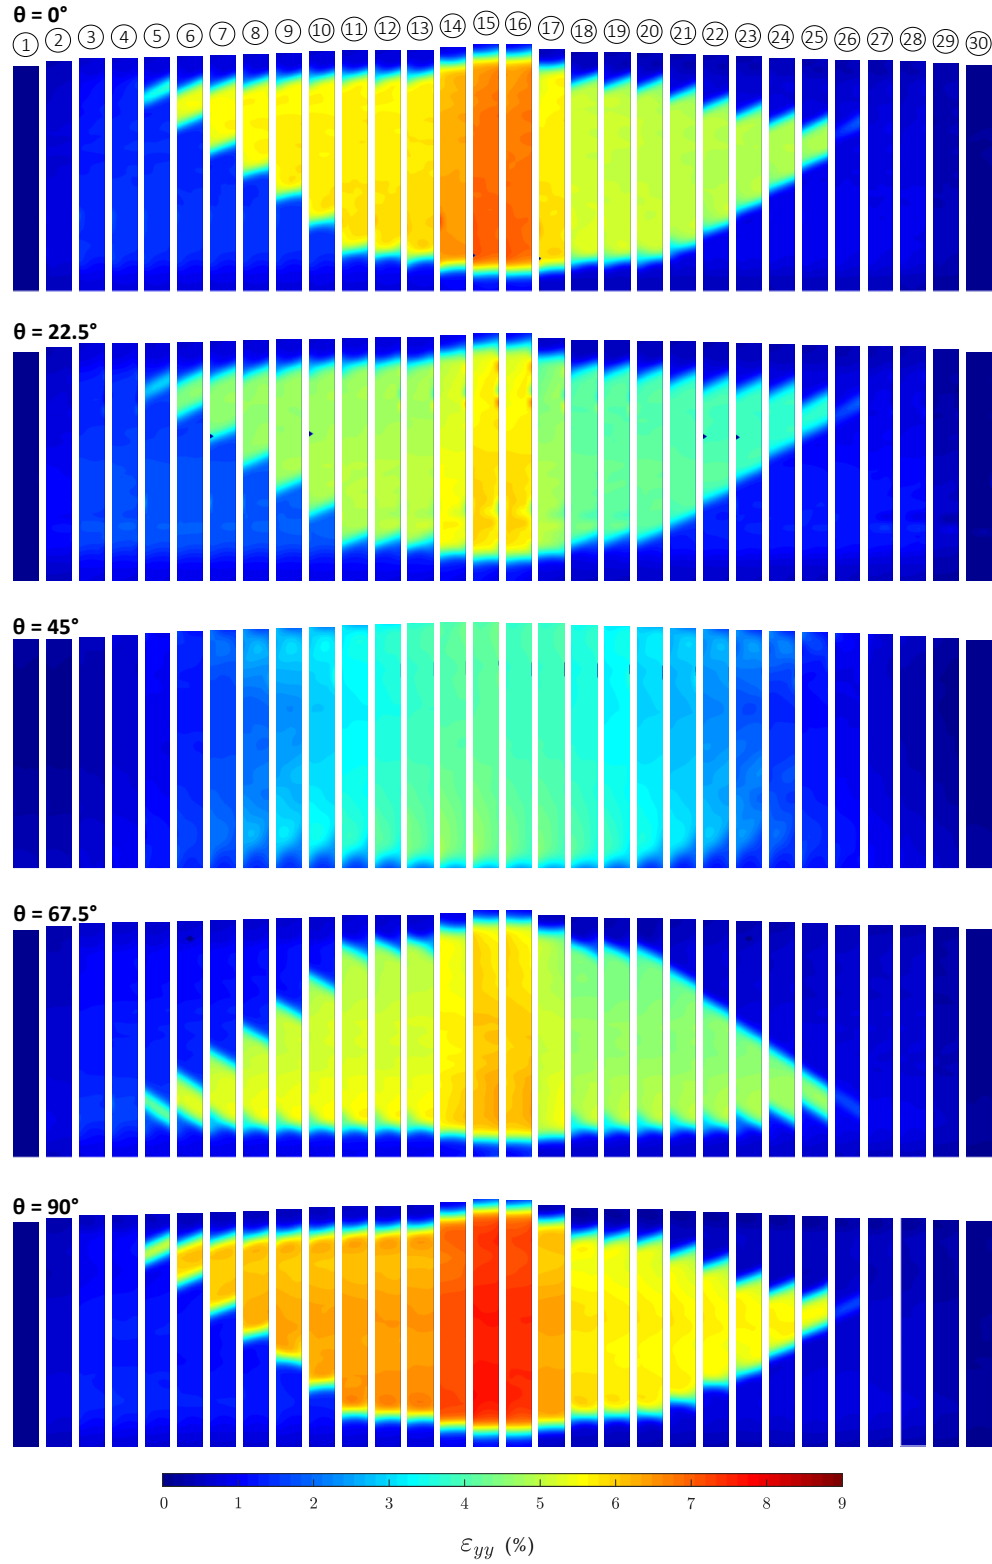 θ = 0°
① ② ③ ④ ⑤ ⑥ ⑦ ⑧ ⑨ ⑩ ⑪ ⑫ ⑬ ⑭ ⑮ ⑯ ⑰ ⑱ ⑲ ⑳ ㉑ ㉒ ㉓ ㉔ ㉕ ㉖ ㉗ ㉘ ㉙ ㉚
θ = 22.5°
θ = 45°
θ = 67.5°
θ = 90°
0 1 2 3 4 5 6 7 8 9
εyy (%)